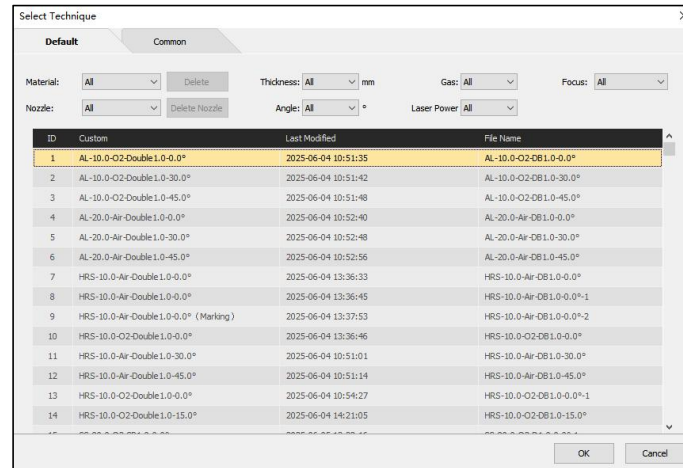 Select Technique
Default Common
Material: All Delete Thickness: All mm Gas: All Focus: All
Nozzle: All Delete Nozzle Angle: All ° Laser Power All
ID Custom Last Modified File Name
1 AL-10.0-O2-Double1.0-0.0° 2025-06-04 10:51:35 AL-10.0-O2-DB1.0-0.0°
2 AL-10.0-O2-Double1.0-30.0° 2025-06-04 10:51:42 AL-10.0-O2-DB1.0-30.0°
3 AL-10.0-O2-Double1.0-45.0° 2025-06-04 10:51:48 AL-10.0-O2-DB1.0-45.0°
4 AL-20.0-Air-Double1.0-0.0° 2025-06-04 10:52:40 AL-20.0-Air-DB1.0-0.0°
5 AL-20.0-Air-Double1.0-30.0° 2025-06-04 10:52:48 AL-20.0-Air-DB1.0-30.0°
6 AL-20.0-Air-Double1.0-45.0° 2025-06-04 10:52:56 AL-20.0-Air-DB1.0-45.0°
7 HRS-10.0-Air-Double1.0-0.0° 2025-06-04 13:36:33 HRS-10.0-Air-DB1.0-0.0°
8 HRS-10.0-Air-Double1.0-0.0° 2025-06-04 13:36:45 HRS-10.0-Air-DB1.0-0.0°-1
9 HRS-10.0-Air-Double1.0-0.0° (Marking) 2025-06-04 13:37:53 HRS-10.0-Air-DB1.0-0.0°-2
10 HRS-10.0-O2-Double1.0-0.0° 2025-06-04 13:36:46 HRS-10.0-O2-DB1.0-0.0°
11 HRS-10.0-Air-Double1.0-30.0° 2025-06-04 10:51:01 HRS-10.0-Air-DB1.0-30.0°
12 HRS-10.0-Air-Double1.0-45.0° 2025-06-04 10:51:14 HRS-10.0-Air-DB1.0-45.0°
13 HRS-10.0-O2-Double1.0-0.0° 2025-06-04 10:54:27 HRS-10.0-O2-DB1.0-0.0°-1
14 HRS-10.0-O2-Double1.0-15.0° 2025-06-04 14:21:05 HRS-10.0-O2-DB1.0-15.0°
OK Cancel